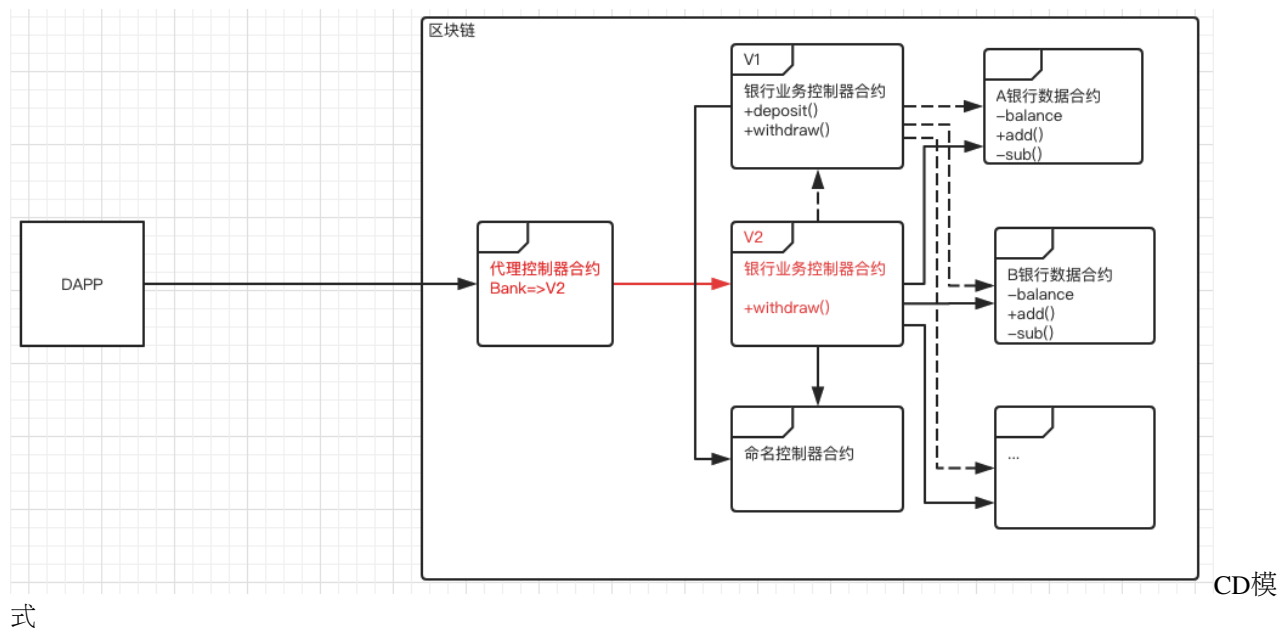 区块链
V1
银行业务控制器合约
+deposit()
+withdraw()
A银行数据合约
-balance
+add()
-sub()
DAPP
代理控制器合约
Bank=>V2
V2
银行业务控制器合约
+withdraw()
B银行数据合约
-balance
+add()
-sub()
命名控制器合约
...
CD模
式